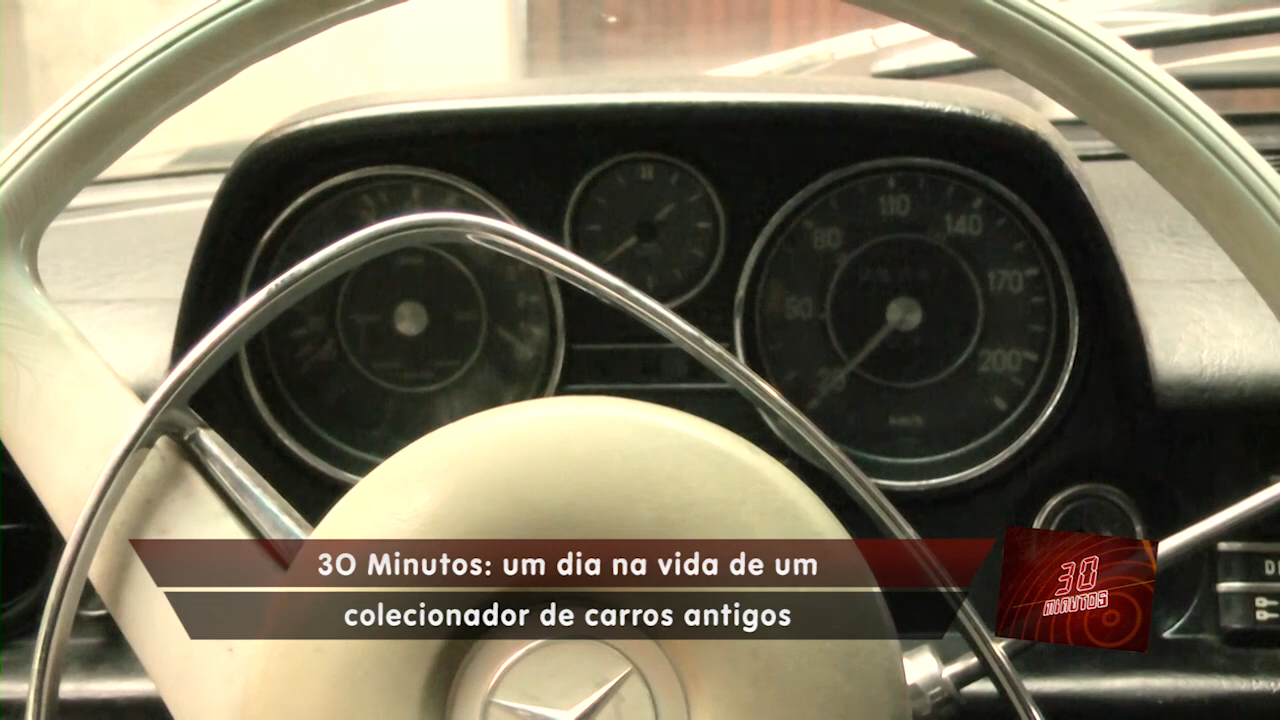 110
80 140
50 170
20 200
30 Minutos: um dia na vida de um
colecionador de carros antigos
30
MINUTOS